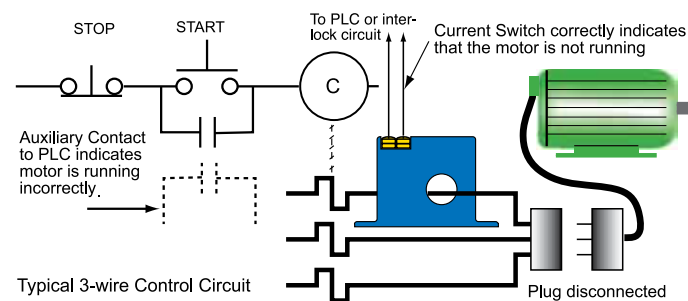 STOP
START
To PLC or inter-
lock circuit
Current Switch correctly indicates
that the motor is not running
C
Auxiliary Contact
to PLC indicates
motor is running
incorrectly.
Typical 3-wire Control Circuit
Plug disconnected